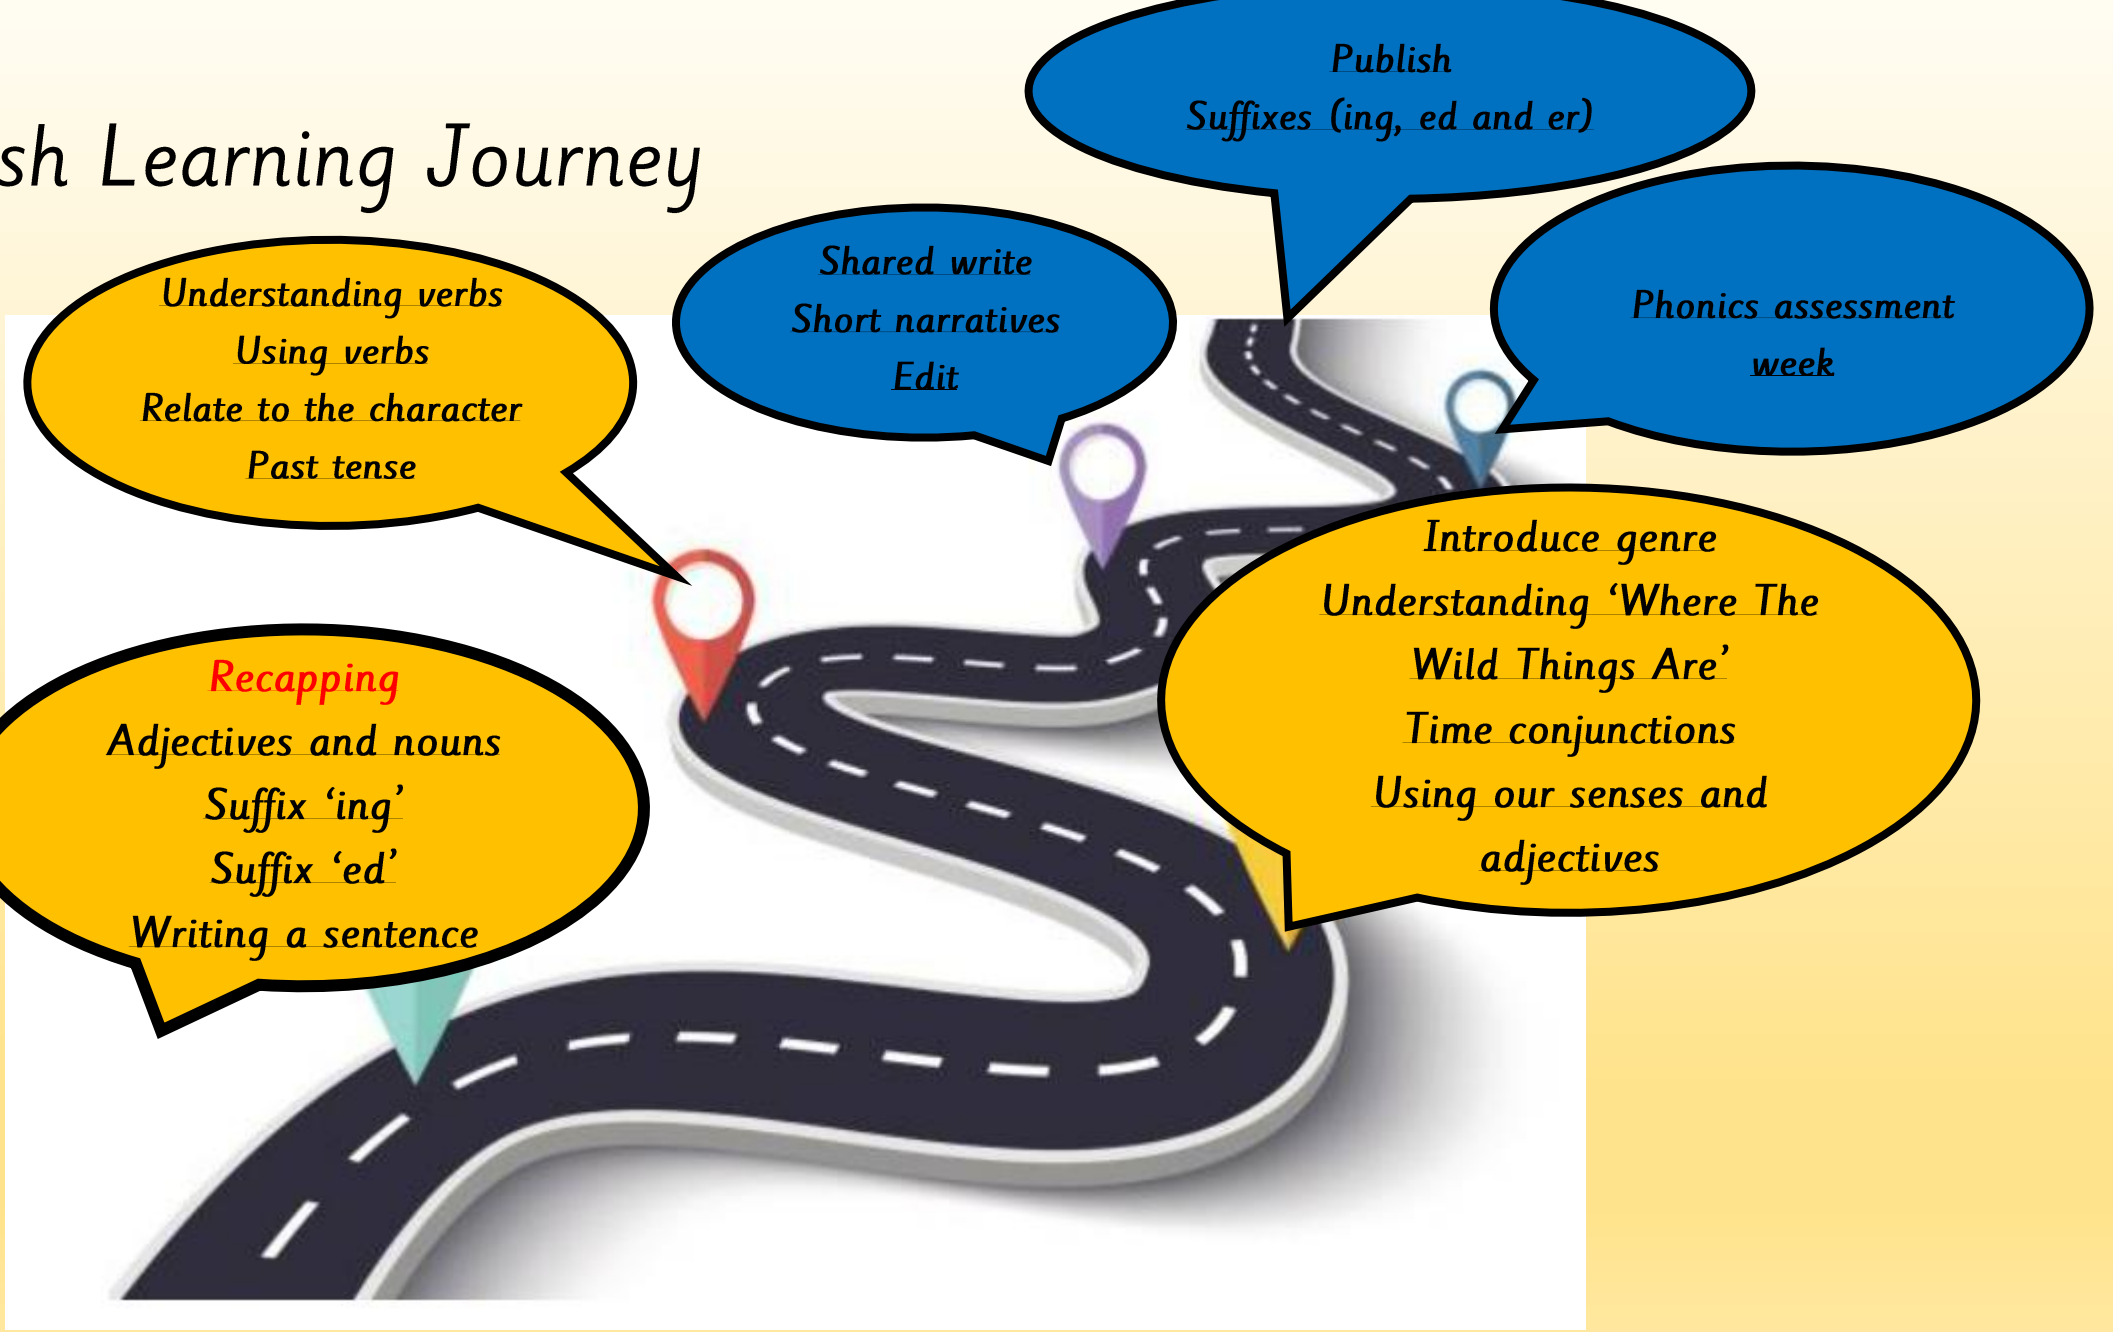 sh Learning Journey
Publish
Suffixes (ing, ed and er)
Shared write
Short narratives
Edit
Phonics assessment
week
Understanding verbs
Using verbs
Relate to the character
Past tense
Introduce genre
Understanding ‘Where The
Wild Things Are’
Time conjunctions
Using our senses and
adjectives
Recapping
Adjectives and nouns
Suffix ‘ing’
Suffix ‘ed’
Writing a sentence